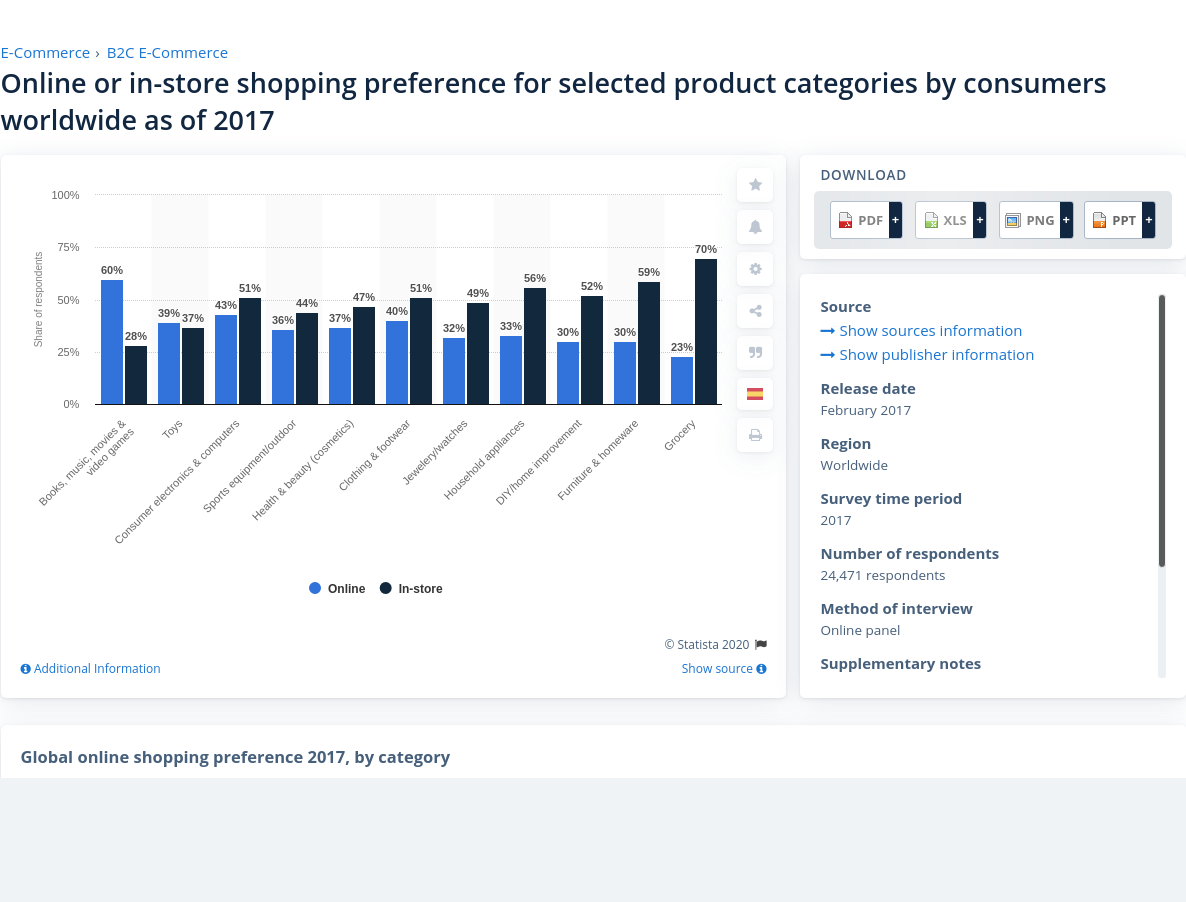 E-Commerce › B2C E-Commerce
Online or in-store shopping preference for selected product categories by consumers
worldwide as of 2017
Share of respondents
100%
75%
50%
25%
0%
60%
28%
39%
37%
43%
51%
36%
44%
37%
47%
40%
51%
32%
49%
33%
56%
30%
52%
30%
59%
23%
70%
Books, music, movies &
video games
Toys
Consumer electronics & computers
Sports equipment/outdoor
Health & beauty (cosmetics)
Clothing & footwear
Jewelery/watches
Household appliances
DIY/home improvement
Furniture & homeware
Grocery
Online In-store
© Statista 2020
Additional Information Show source
DOWNLOAD
PDF + XLS + PNG + PPT +
Source
Show sources information
Show publisher information
Release date
February 2017
Region
Worldwide
Survey time period
2017
Number of respondents
24,471 respondents
Method of interview
Online panel
Supplementary notes
Global online shopping preference 2017, by category